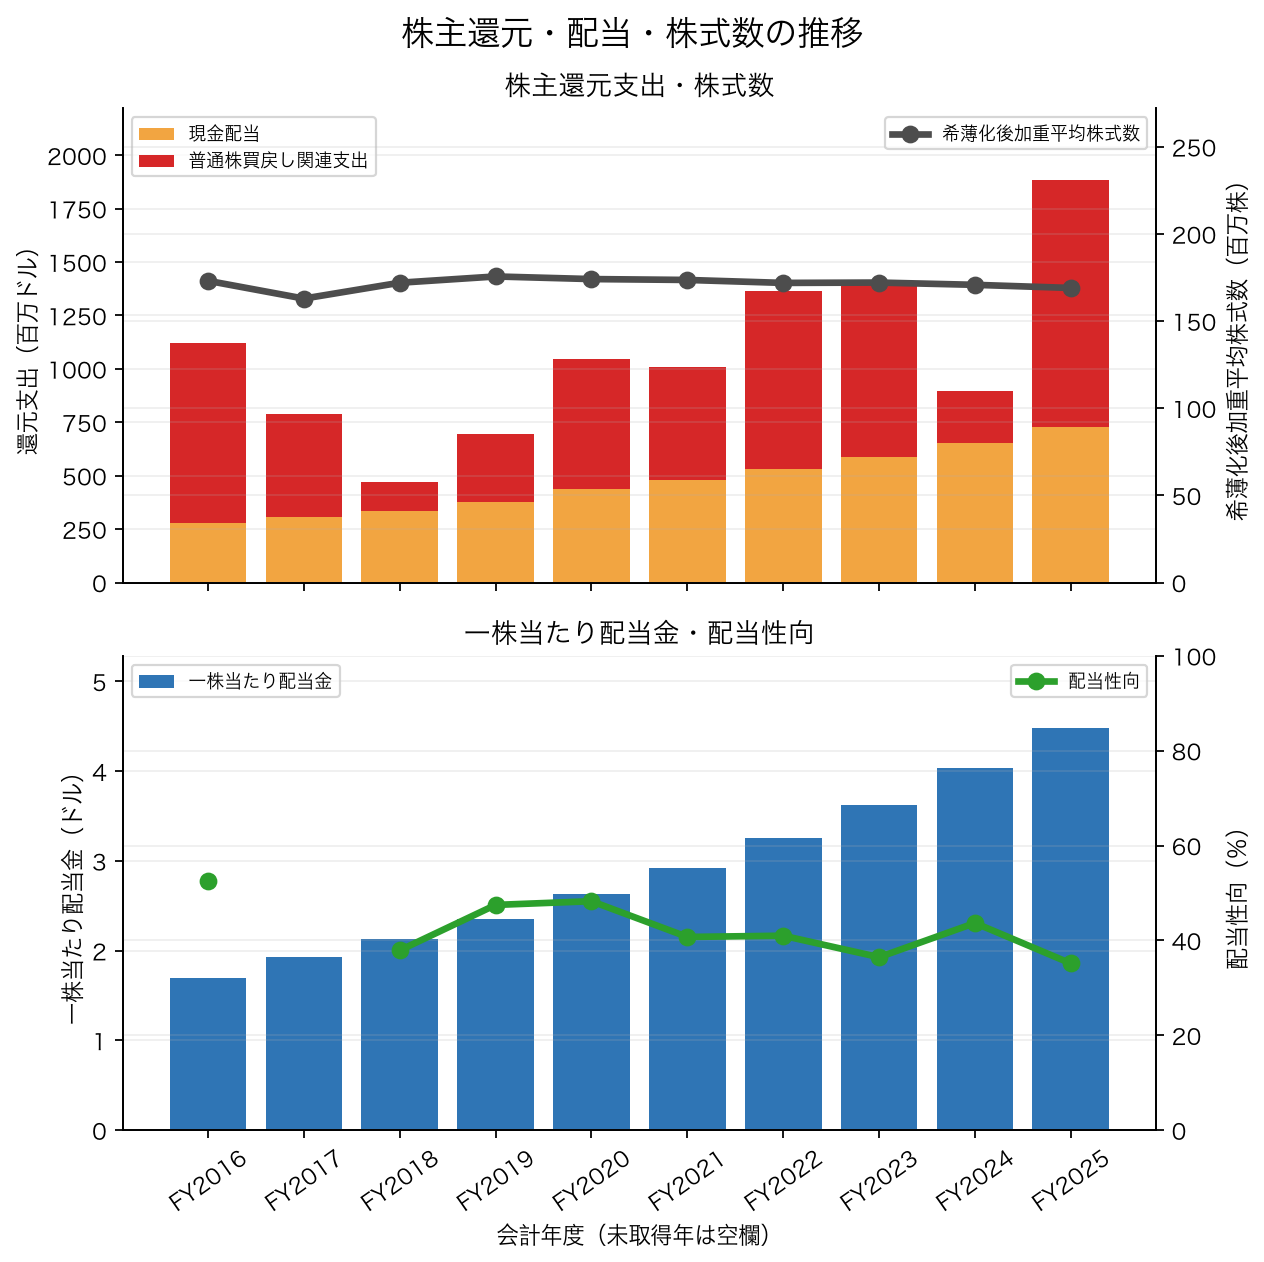 株主還元・配当・株式数の推移
株主還元支出・株式数
現金配当
普通株買戻し関連支出
希薄化後加重平均株式数
還元支出（百万ドル）
2000
1750
1500
1250
1000
750
500
250
0
250
200
150
100
50
0
希薄化後加重平均株式数（百万株）
一株当たり配当金・配当性向
一株当たり配当金
配当性向
一株当たり配当金（ドル）
5
4
3
2
1
0
100
80
60
40
20
0
配当性向（%）
FY2016
FY2017
FY2018
FY2019
FY2020
FY2021
FY2022
FY2023
FY2024
FY2025
会計年度（未取得年は空欄）